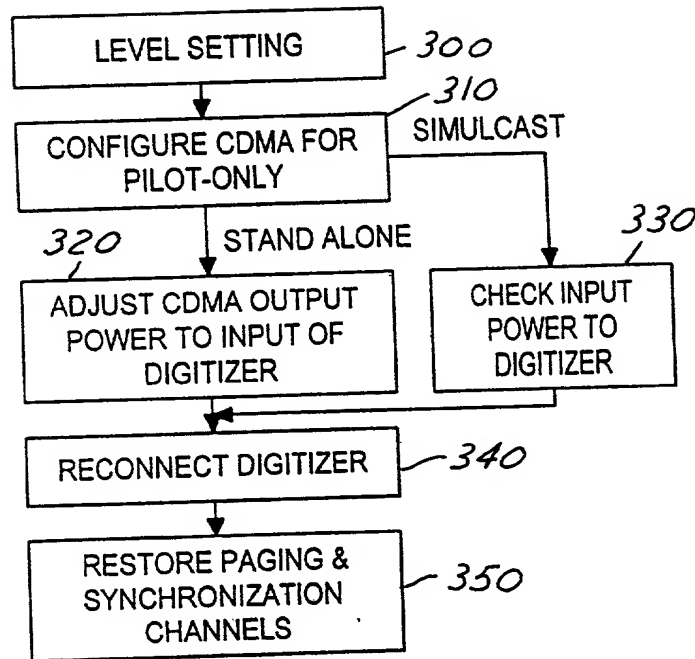 LEVEL SETTING
300
310
CONFIGURE CDMA FOR
PILOT-ONLY
SIMULCAST
320
STAND ALONE
330
ADJUST CDMA OUTPUT
POWER TO INPUT OF
DIGITIZER
CHECK INPUT
POWER TO
DIGITIZER
RECONNECT DIGITIZER
340
RESTORE PAGING &
SYNCHRONIZATION
CHANNELS
350